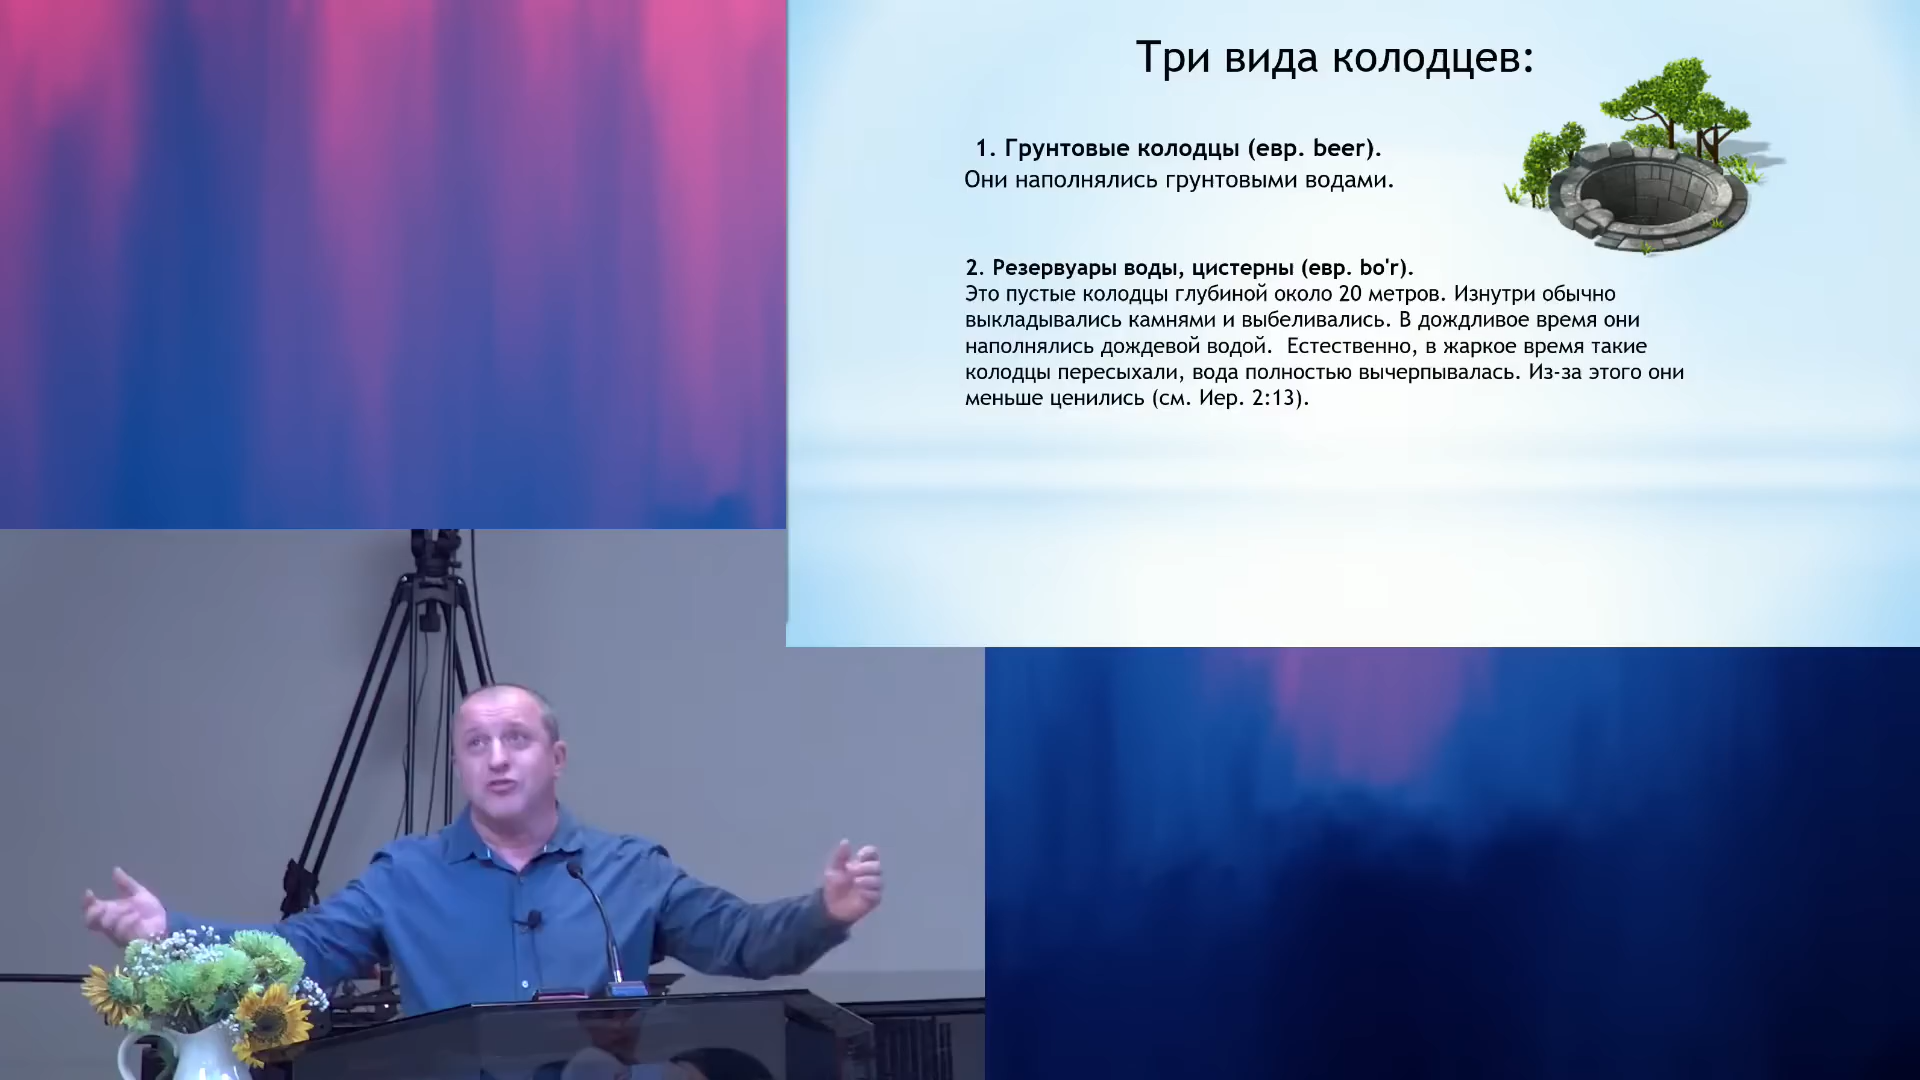 Три вида колодцев:
1. Грунтовые колодцы (евр. beer).
Они наполнялись грунтовыми водами.
2. Резервуары воды, цистерны (евр. bo'r).
Это пустые колодцы глубиной около 20 метров. Изнутри обычно
выкладывались камнями и выбеливались. В дождливое время они
наполнялись дождевой водой.  Естественно, в жаркое время такие
колодцы пересыхали, вода полностью вычерпывалась. Из-за этого они
меньше ценились (см. Иер. 2:13).